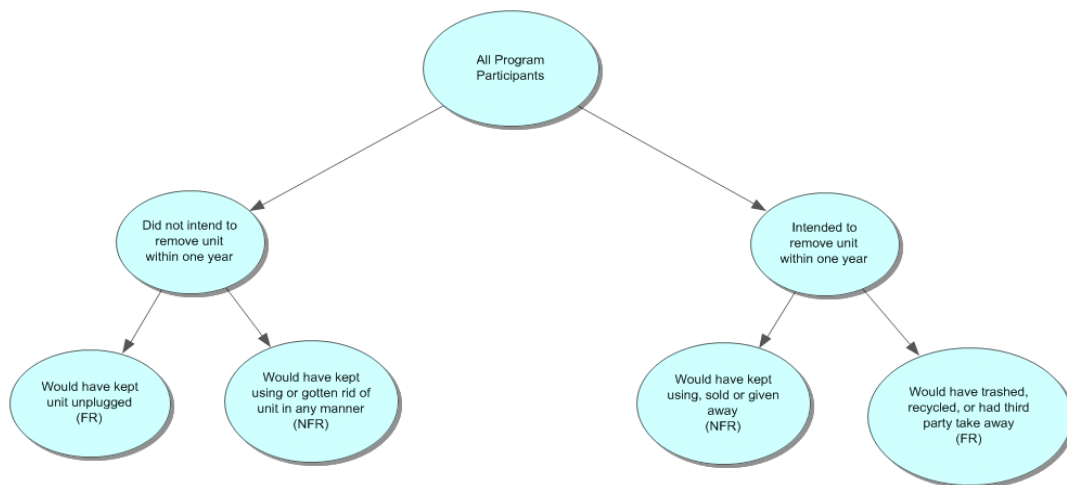 All Program
Participants
Did not intend to
remove unit
within one year
Intended to
remove unit
within one year
Would have kept
unit unplugged
(FR)
Would have kept
using or gotten rid of
unit in any manner
(NFR)
Would have kept
using, sold or given
away
(NFR)
Would have trashed,
recycled, or had third
party take away
(FR)